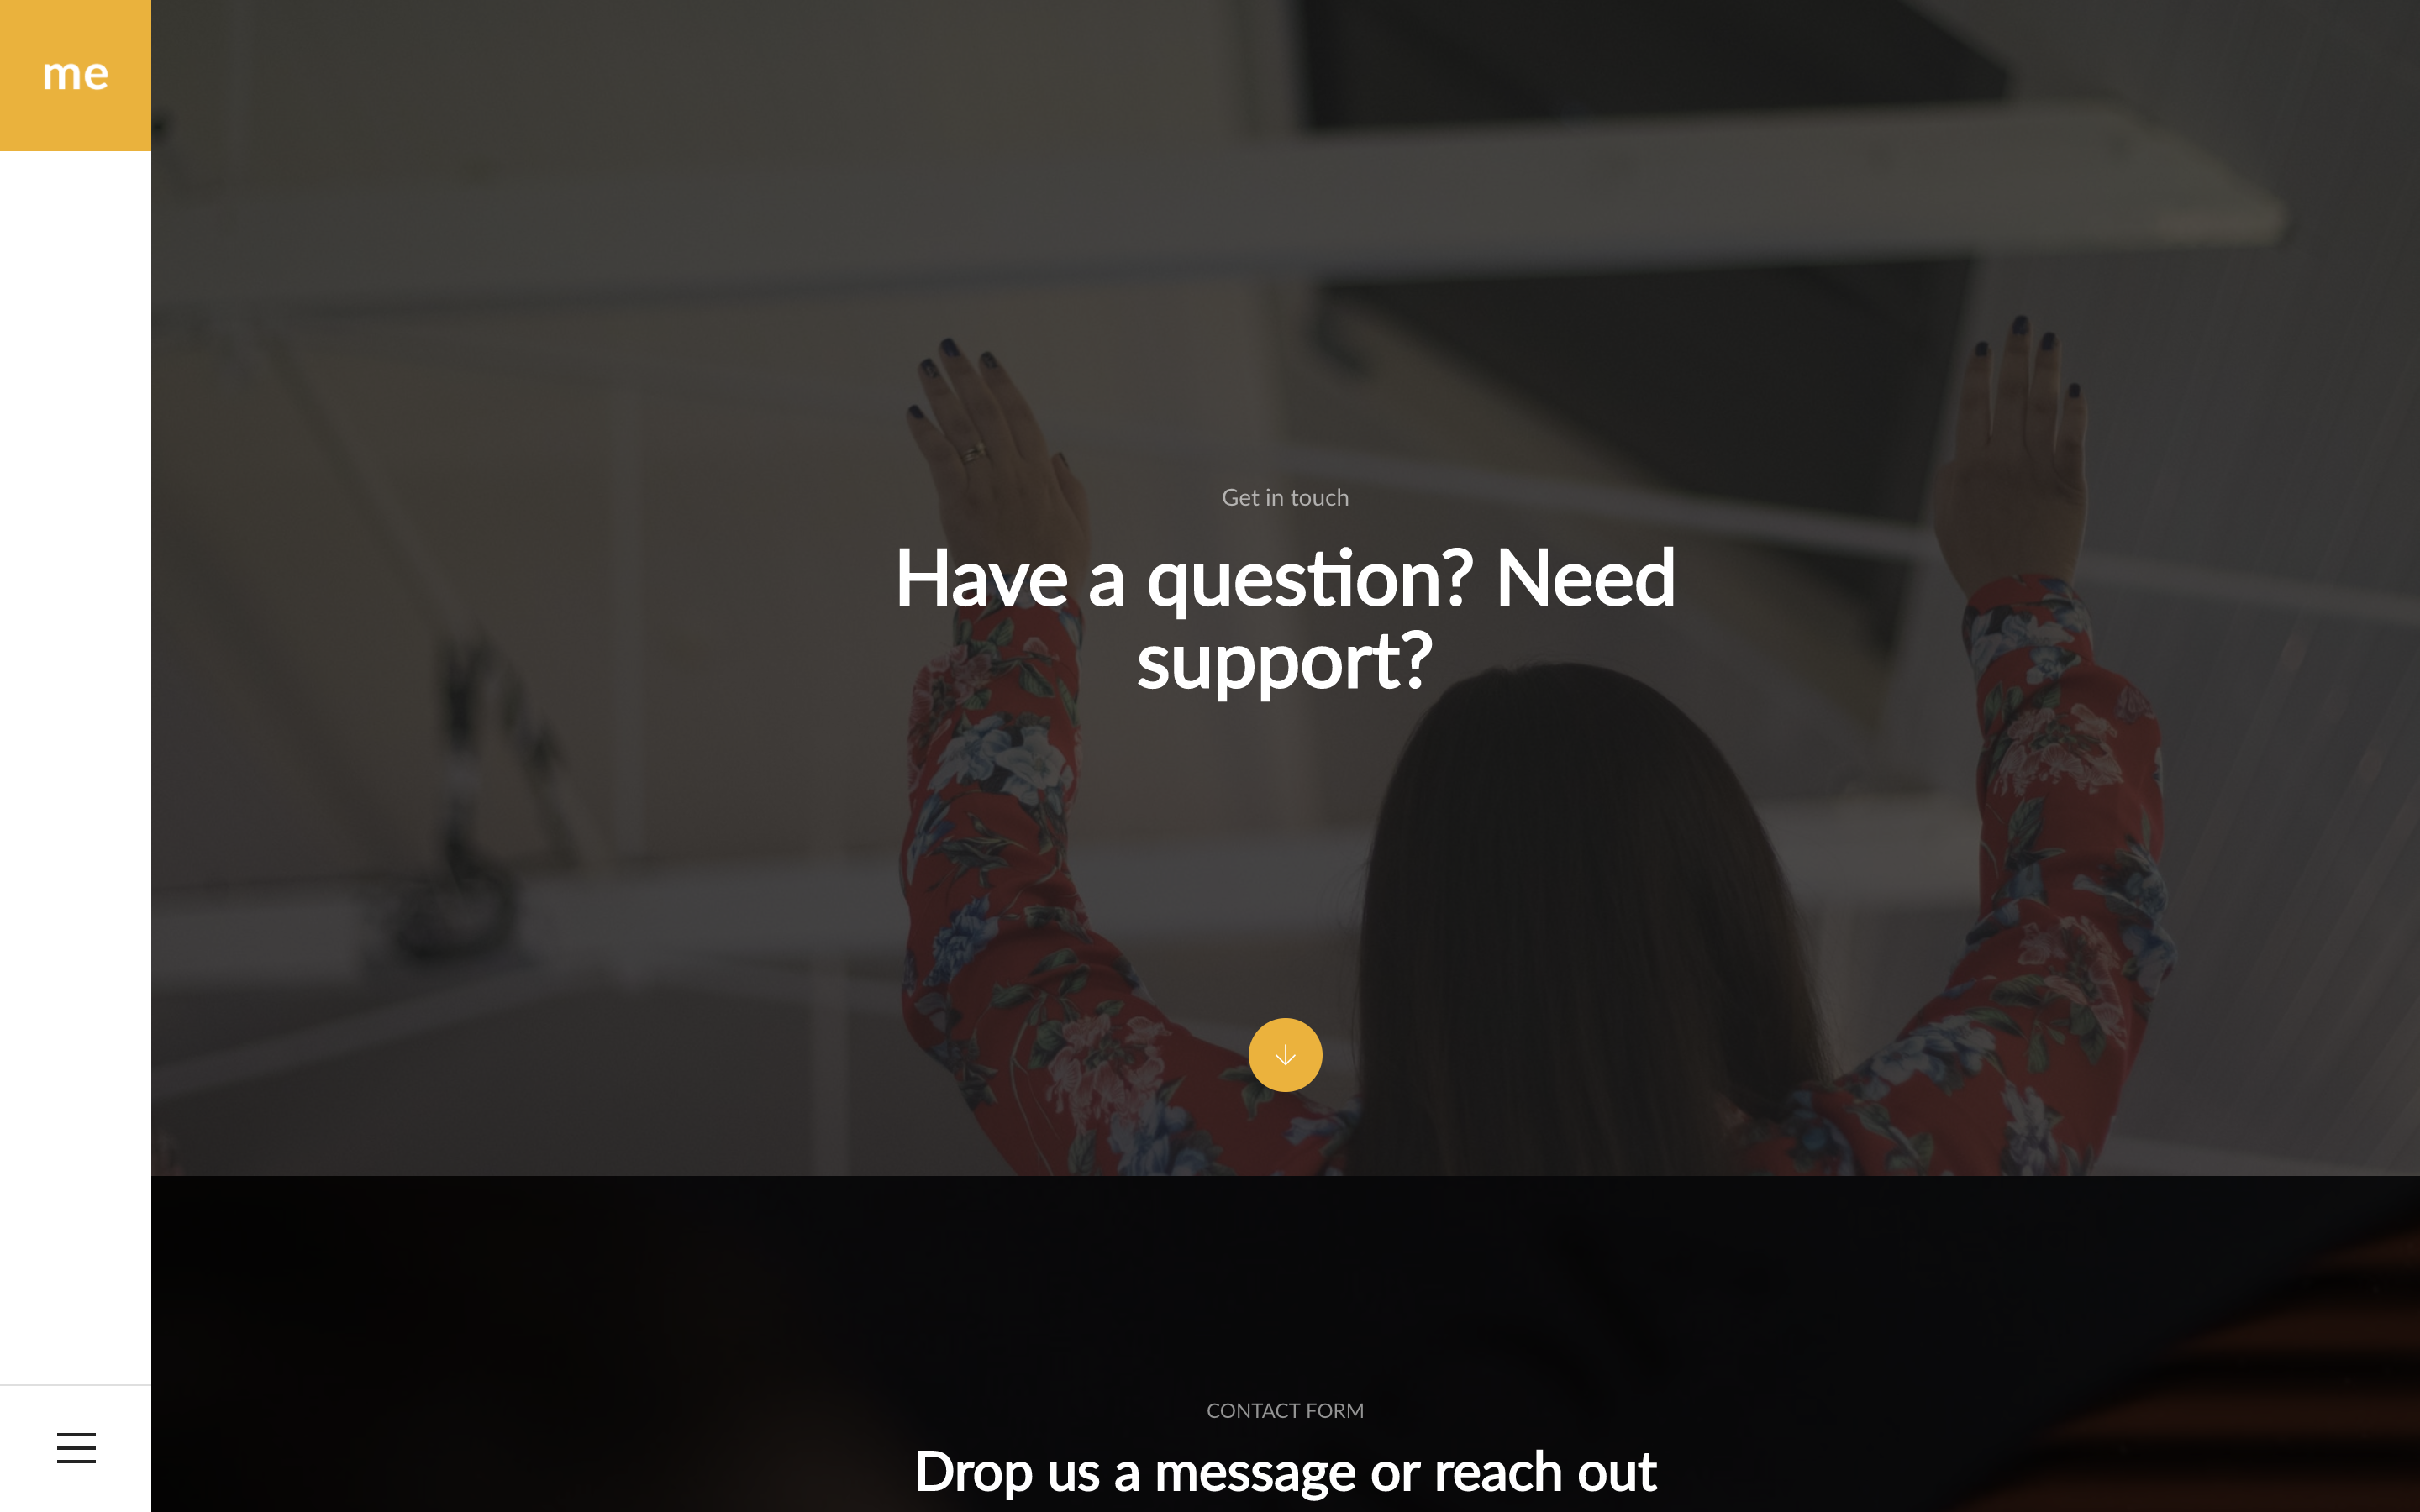 me
Get in touch
Have a question? Need
support?
CONTACT FORM
Drop us a message or reach out